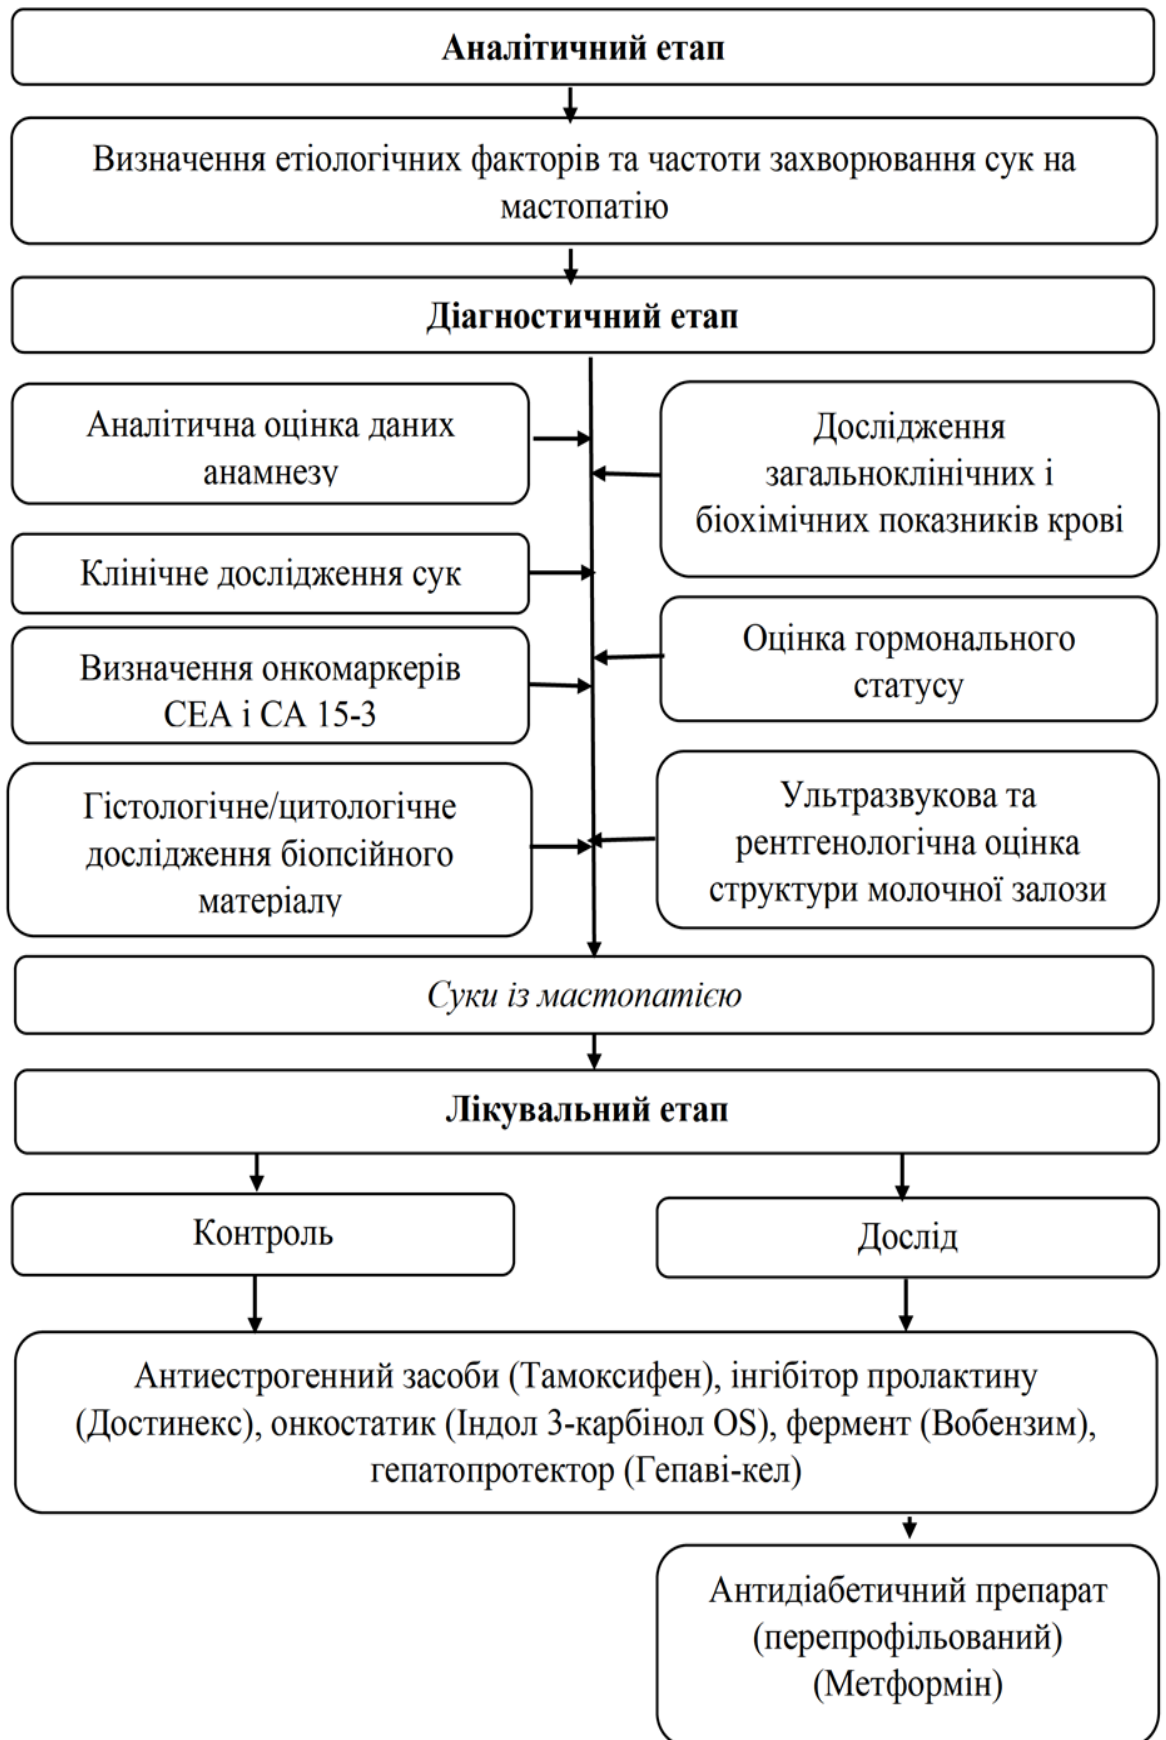 Аналітичний етап
Визначення етіологічних факторів та частоти захворювання сук на
мастопатію
Діагностичний етап
Аналітична оцінка даних
анамнезу
Дослідження
загальноклінічних і
біохімічних показників крові
Клінічне дослідження сук
Оцінка гормонального
статусу
Визначення онкомаркерів
СЕА і СА 15-3
Ультразвукова та
рентгенологічна оцінка
структури молочної залози
Гістологічне/цитологічне
дослідження біопсійного
матеріалу
Суки із мастопатією
Лікувальний етап
Контроль
Дослід
Антиестрогенний засоби (Тамоксифен), інгібітор пролактину
(Достинекс), онкостатик (Індол 3-карбінол OS), фермент (Вобензим),
гепатопротектор (Гепаві-кел)
Антидіабетичний препарат
(перепрофільований)
(Метформін)